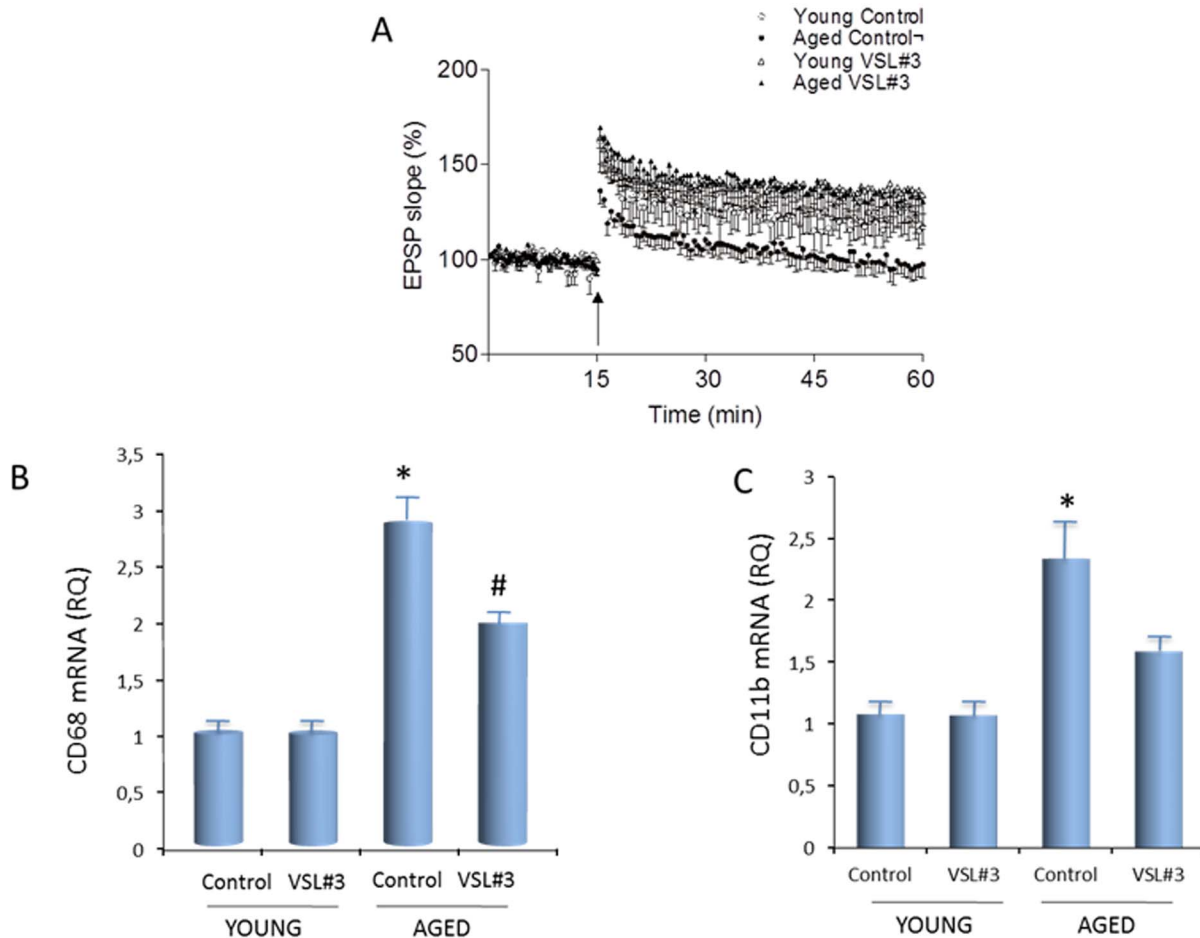 A
Young Control
Aged Control¬
Young VSL#3
Aged VSL#3
200
150
100
50
EPSP slope (%)
15 30 45 60
Time (min)
B
3,5
3
2,5
2
1,5
1
0,5
0
CD68 mRNA (RQ)
*
#
Control VSL#3 Control VSL#3
YOUNG AGED
C
3
2,5
2
1,5
1
0,5
0
CD11b mRNA (RQ)
*
Control VSL#3 Control VSL#3
YOUNG AGED